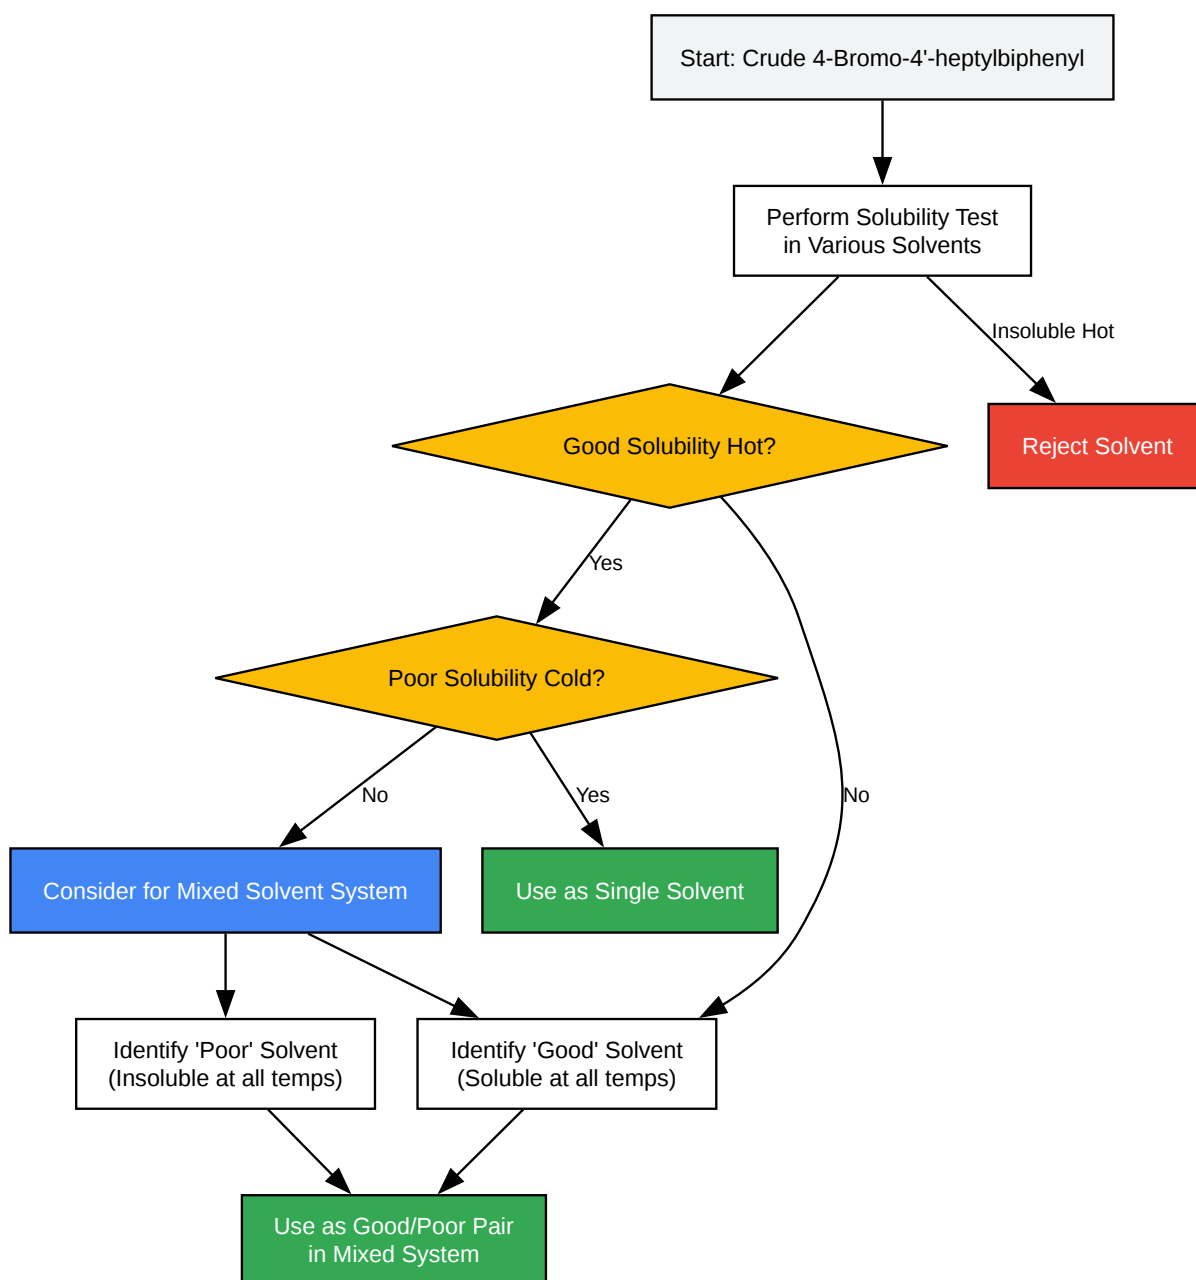 Start: Crude 4-Bromo-4'-heptylbiphenyl
Perform Solubility Test
in Various Solvents
Insoluble Hot
Good Solubility Hot?
Reject Solvent
Yes
Poor Solubility Cold?
No
Yes
No
Consider for Mixed Solvent System
Use as Single Solvent
Identify 'Poor' Solvent
(Insoluble at all temps)
Identify 'Good' Solvent
(Soluble at all temps)
Use as Good/Poor Pair
in Mixed System